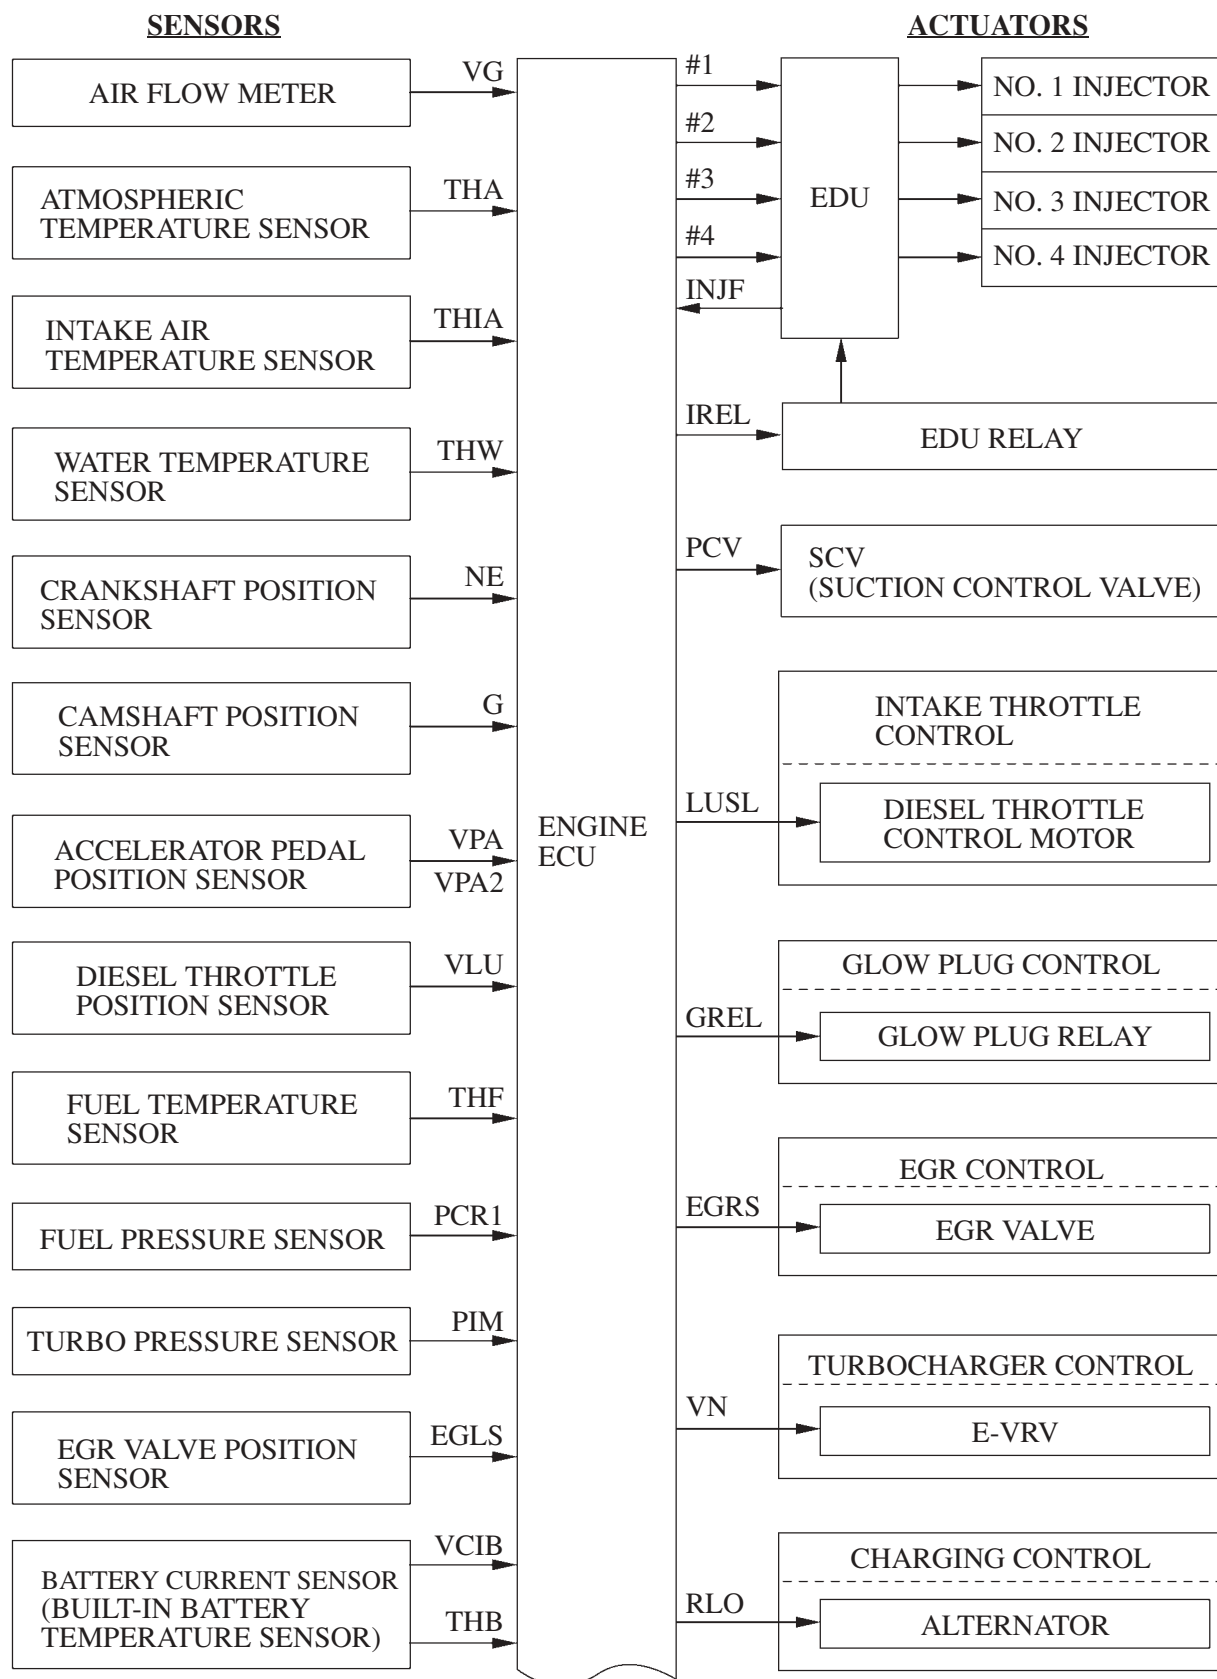 SENSORS
AIR FLOW METER
VG
ATMOSPHERIC
TEMPERATURE SENSOR
THA
INTAKE AIR
TEMPERATURE SENSOR
THIA
WATER TEMPERATURE
SENSOR
THW
CRANKSHAFT POSITION
SENSOR
NE
CAMSHAFT POSITION
SENSOR
G
ACCELERATOR PEDAL
POSITION SENSOR
VPA
VPA2
DIESEL THROTTLE
POSITION SENSOR
VLU
FUEL TEMPERATURE
SENSOR
THF
FUEL PRESSURE SENSOR
PCR1
TURBO PRESSURE SENSOR
PIM
EGR VALVE POSITION
SENSOR
EGLS
BATTERY CURRENT SENSOR
(BUILT-IN BATTERY
TEMPERATURE SENSOR)
VCIB
THB
ENGINE
ECU
ACTUATORS
#1
#2
#3
#4
INJF
EDU
NO. 1 INJECTOR
NO. 2 INJECTOR
NO. 3 INJECTOR
NO. 4 INJECTOR
IREL
EDU RELAY
PCV
SCV
(SUCTION CONTROL VALVE)
INTAKE THROTTLE
CONTROL
LUSL
DIESEL THROTTLE
CONTROL MOTOR
GLOW PLUG CONTROL
GREL
GLOW PLUG RELAY
EGR CONTROL
EGRS
EGR VALVE
TURBOCHARGER CONTROL
VN
E-VRV
CHARGING CONTROL
RLO
ALTERNATOR